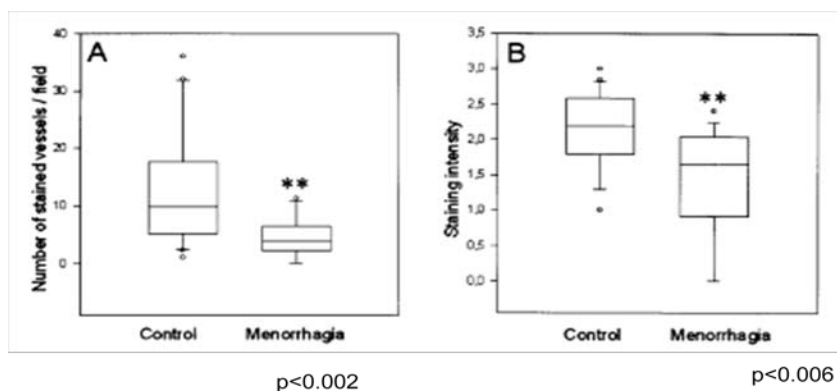 A
Number of stained vessels / field
40
30
20
10
0
**
Control Menorrhagia
B
Staining intensity
3,5
3,0
2,5
2,0
1,5
1,0
0,5
0,0
**
Control Menorrhagia
p<0.002
p<0.006